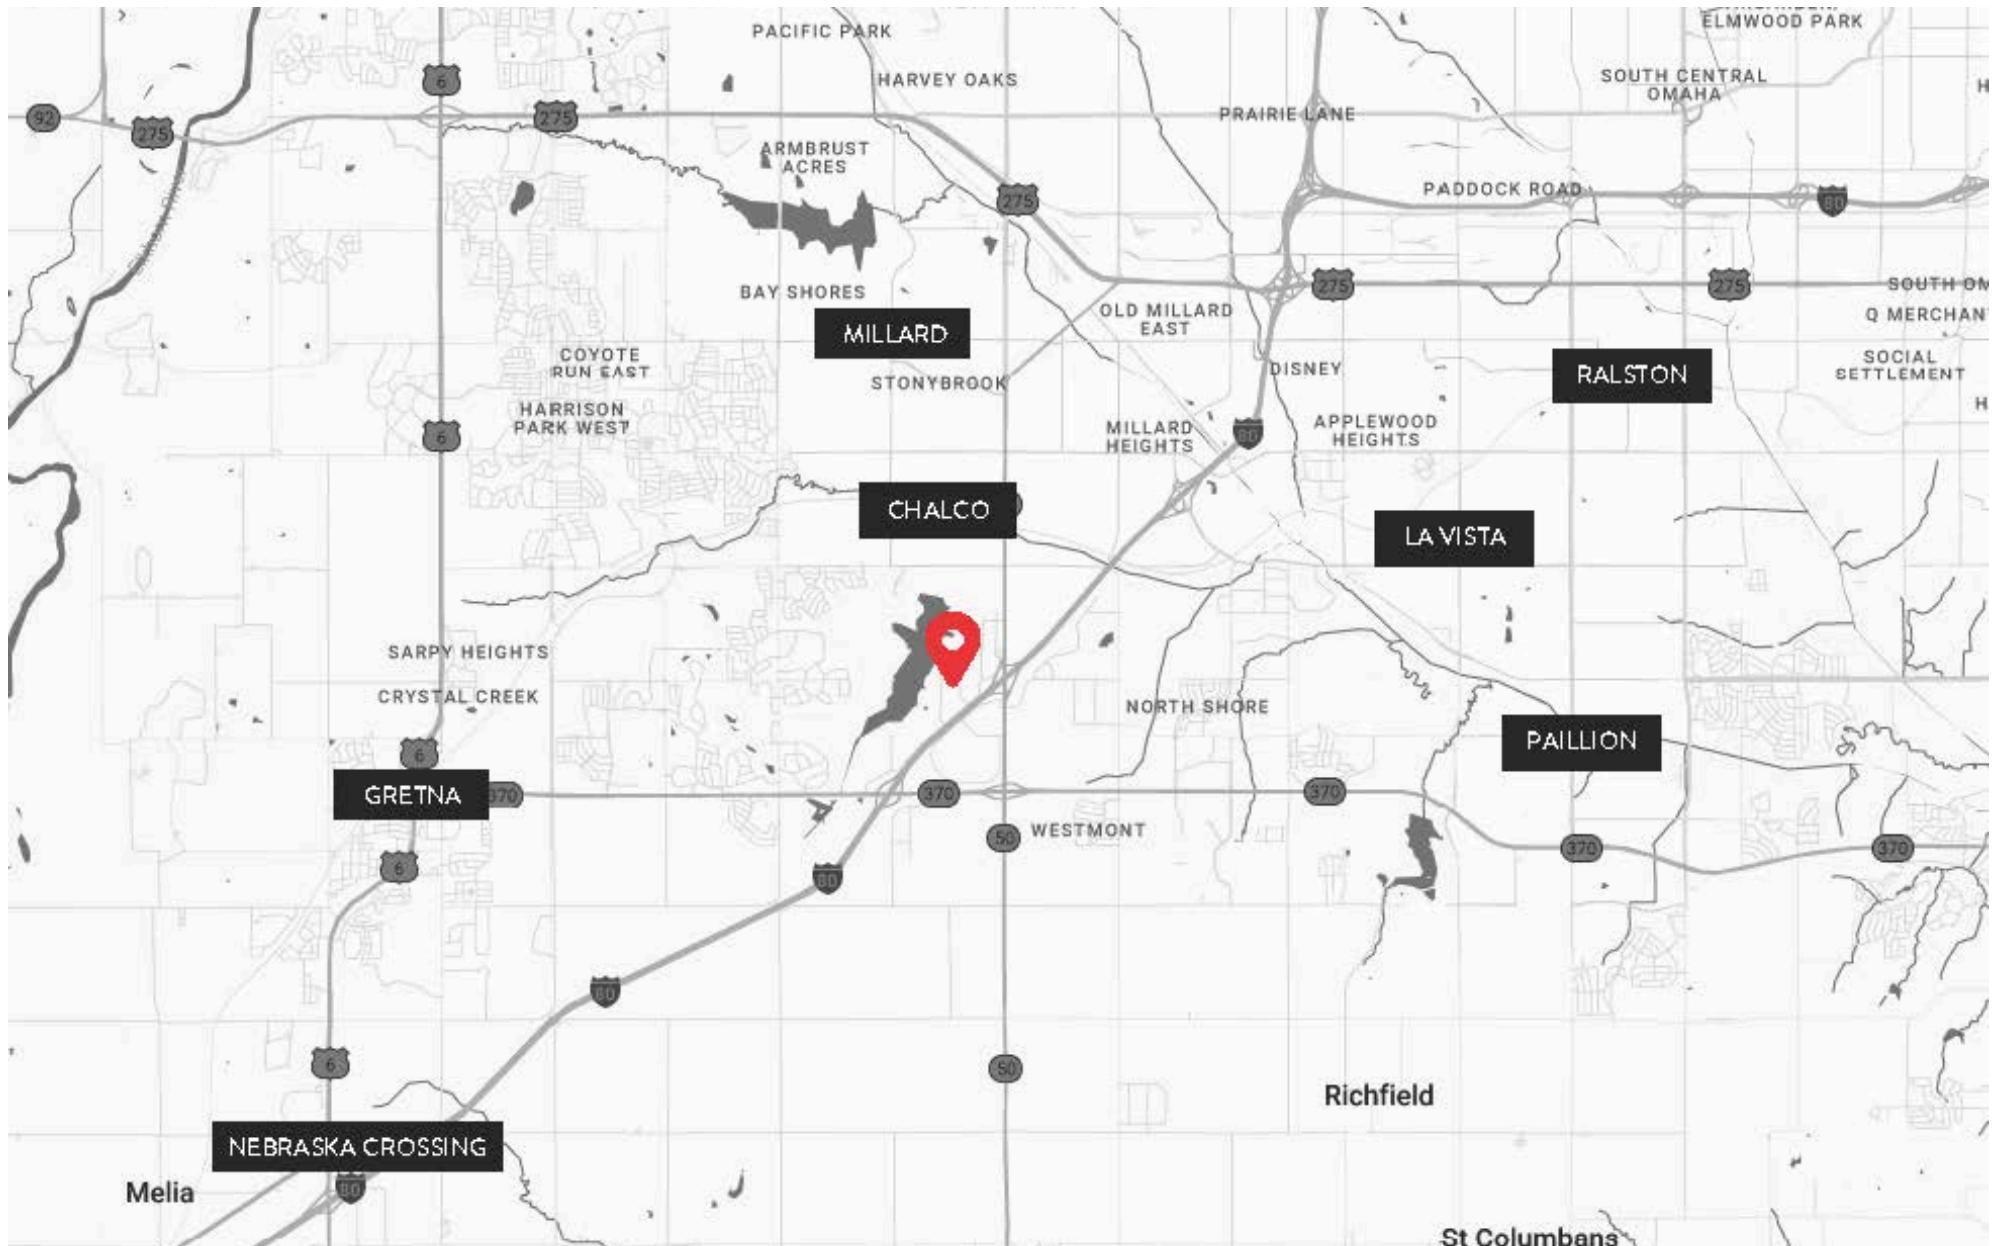 PACIFIC PARK
ELMWOOD PARK
6
HARVEY OAKS
SOUTH CENTRAL
OMAHA
H
92
275
275
PRAIRIE LANE
ARMBRUST
ACRES
275
PADDOCK ROAD
80
BAY SHORES
275
275
SOUTH OM
OLD MILLARD
EAST
Q MERCHAN
MILLARD
COYOTE
RUN EAST
STONYBROOK
DISNEY
RALSTON
SOCIAL
SETTLEMENT
HARRISON
PARK WEST
6
MILLARD
HEIGHTS
80
APPLEWOOD
HEIGHTS
H
CHALCO
LA VISTA
SARPY HEIGHTS
CRYSTAL CREEK
NORTH SHORE
6
PAILLION
GRETNA
370
370
370
50
WESTMONT
370
370
6
80
80
6
50
Richfield
NEBRASKA CROSSING
80
Melia
St Columbans